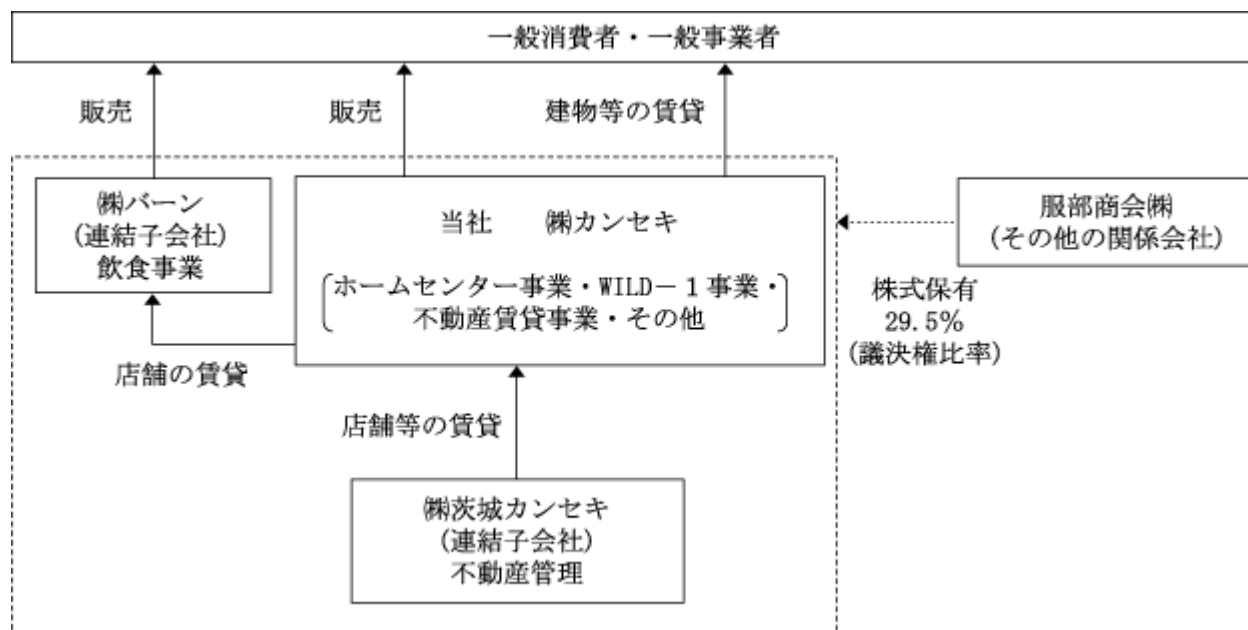 一般消費者・一般事業者
販売
販売
建物等の賃貸
㈱バーン
(連結子会社)
飲食事業
当社 ㈱カンセキ
ホームセンター事業・WILD－１事業・
不動産賃貸事業・その他
服部商会㈱
(その他の関係会社)
株式保有
29.5%
(議決権比率)
店舗の賃貸
店舗等の賃貸
㈱茨城カンセキ
(連結子会社)
不動産管理